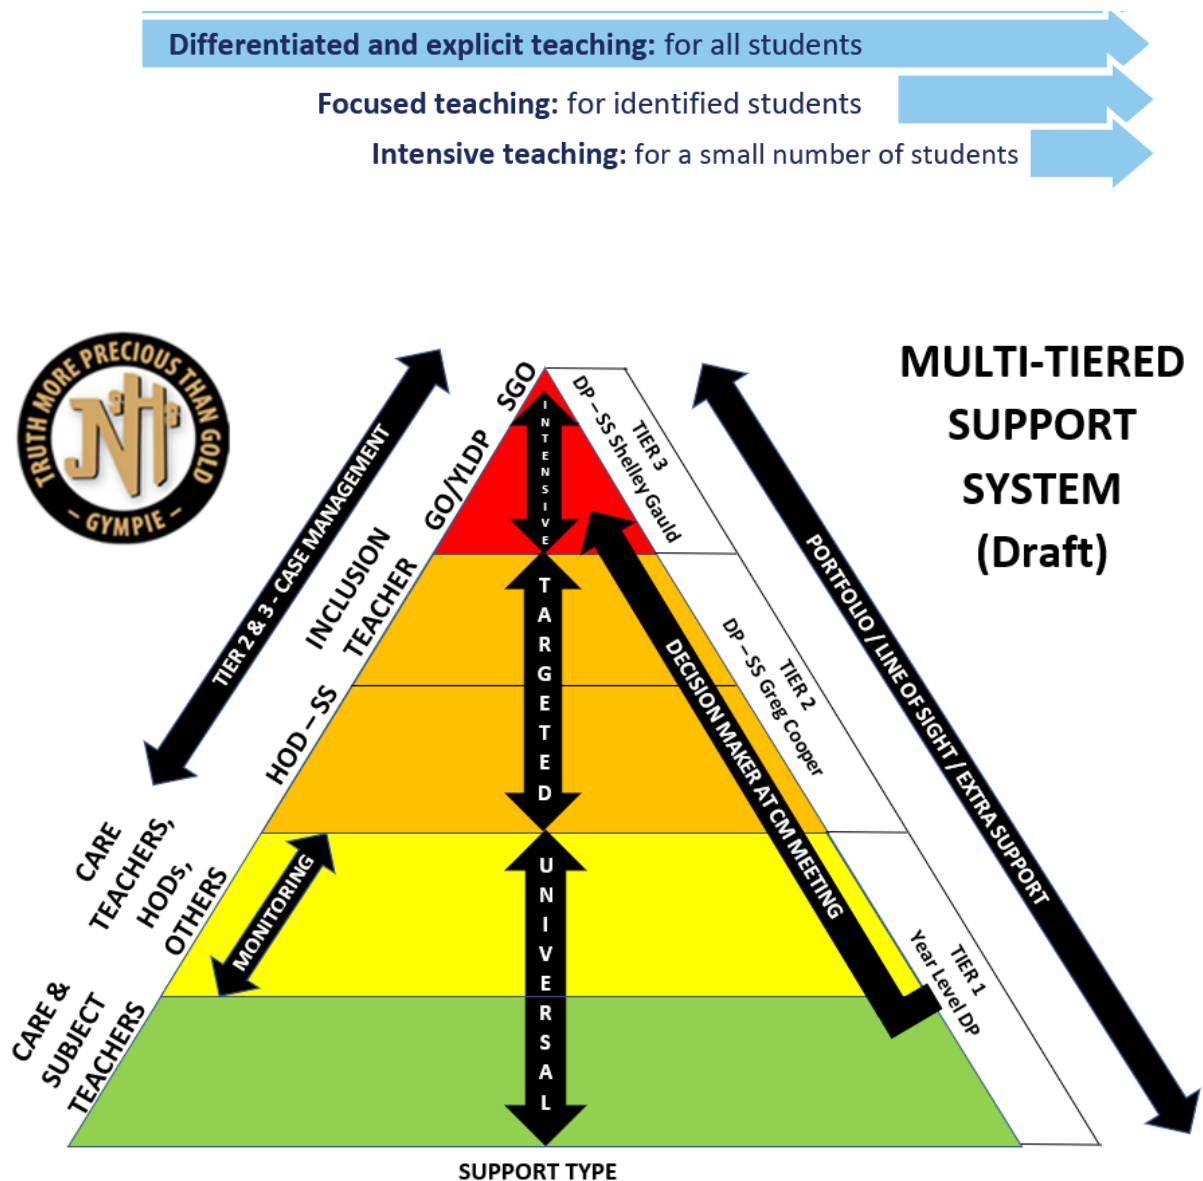 Differentiated and explicit teaching: for all students
Focused teaching: for identified students
Intensive teaching: for a small number of students
TRUTH MORE PRECIOUS THAN GOLD
JNSHS
– GYMPIE –
MULTI-TIERED
SUPPORT
SYSTEM
(Draft)
TIER 2 & 3 - CASE MANAGEMENT
SGO
GO/YLDP
INCLUSION
TEACHER
HOD – SS
CARE
TEACHERS,
HODs,
OTHERS
CARE &
SUBJECT
TEACHERS
MONITORING
INTENSIVE
TARGETED
UNIVERSAL
TIER 3
DP – SS Shelley Gauld
TIER 2
DP – SS Greg Cooper
TIER 1
Year Level DP
DECISION MAKER AT CM MEETING
PORTFOLIO / LINE OF SIGHT / EXTRA SUPPORT
SUPPORT TYPE